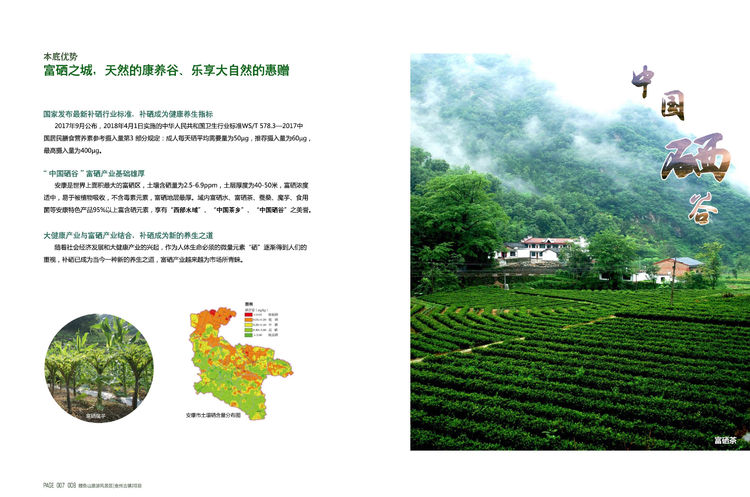 本底优势
富硒之城，天然的康养谷、乐享大自然的惠赠
国家发布最新补硒行业标准，补硒成为健康养生指标
2017年9月公布，2018年4月1日实施的中华人民共和国卫生行业标准WS/T 578.3—2017中
国居民膳食营养素参考摄入量第3 部分规定：成人每天硒平均需要量为50μg，推荐摄入量为60μg，
最高摄入量为400μg。
“中国硒谷”富硒产业基础雄厚
安康是世界上面积最大的富硒区，土壤含硒量为2.5-6.9ppm，土层厚度为40-50米，富硒浓度
适中，易于被植物吸收，不含毒素元素，富硒地层最厚。域内富硒水、富硒茶、蚕桑、魔芋、食用
菌等安康特色产品95%以上富含硒元素，享有“西部水域”、“中国茶乡”、“中国硒谷”之美誉。
大健康产业与富硒产业结合，补硒成为新的养生之道
随着社会经济发展和大健康产业的兴起，作为人体生命必须的微量元素“硒”逐渐得到人们的
重视，补硒已成为当今一种新的养生之道，富硒产业越来越为市场所青睐。
图例
富硒魔芋
安康市土壤硒含量分布图
中国硒谷
富硒茶
PAGE 007 008